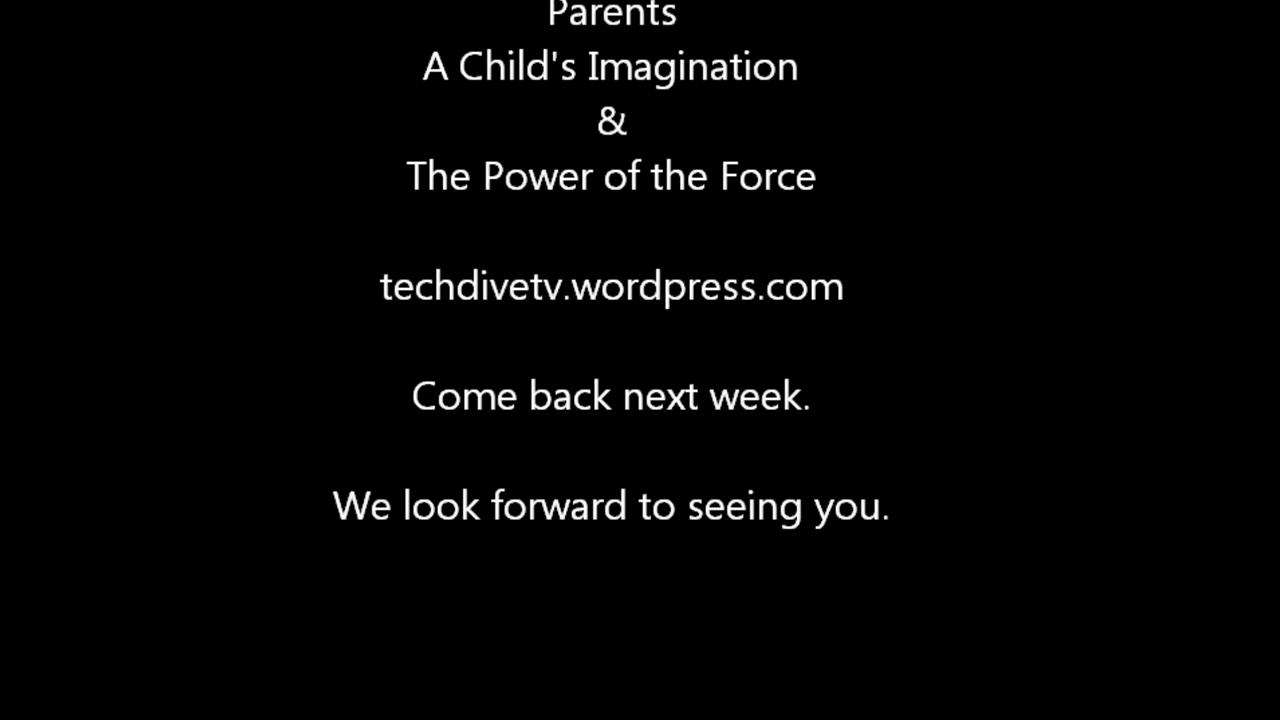 Parents
A Child's Imagination
&
The Power of the Force
techdivetv.wordpress.com
Come back next week.
We look forward to seeing you.